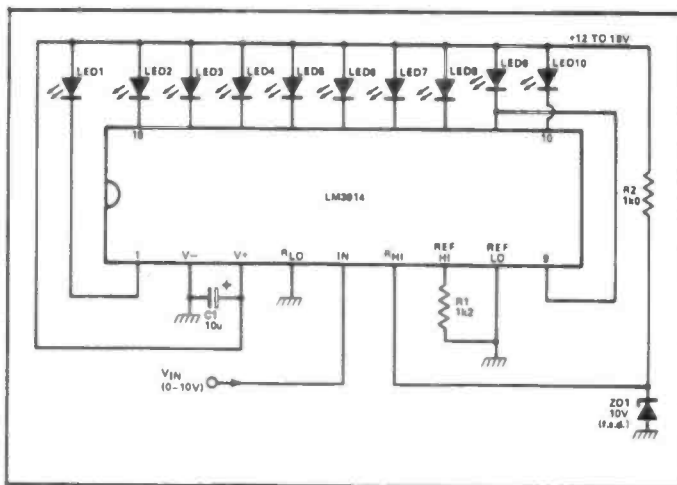 +12 TO 18V
LED1 LED2 LED3 LED4 LED5 LED6 LED7 LED8 LED9 LED10
18 10
LM3914
R2
1k0
1 V− V+ RLO IN RHI REF HI REF LO 9
+
C1
10u
R1
1k2
VIN
(0–10V)
ZD1
10V
(f.s.d.)